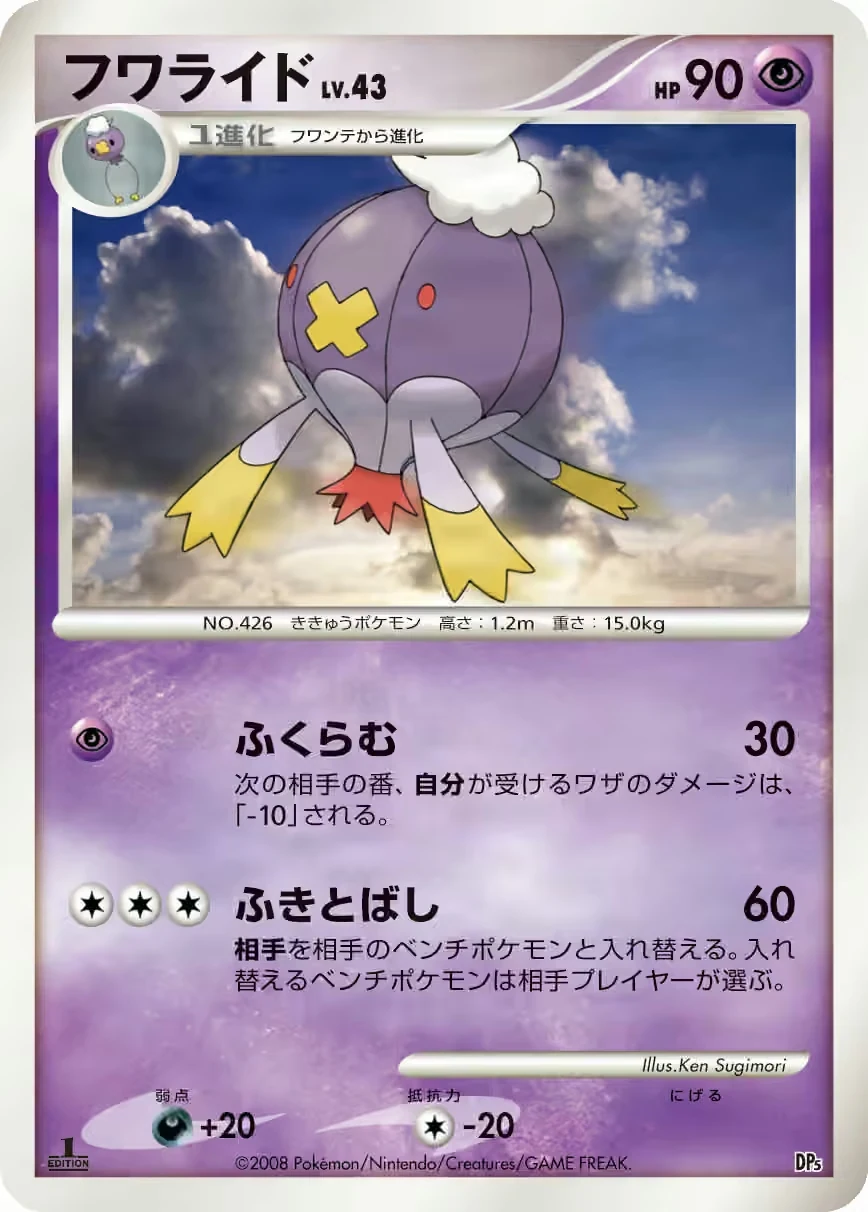 フワライド LV.43 HP 90
1進化 フワンテから進化
NO.426 ききゅうポケモン 高さ:1.2m 重さ:15.0kg
ふくらむ 30
次の相手の番、自分が受けるワザのダメージは、
「-10」される。
ふきとばし 60
相手を相手のベンチポケモンと入れ替える。入れ
替えるベンチポケモンは相手プレイヤーが選ぶ。
Illus.Ken Sugimori
弱点 抵抗力 にげる
+20 -20
1 EDITION
©2008 Pokémon/Nintendo/Creatures/GAME FREAK.
DP5